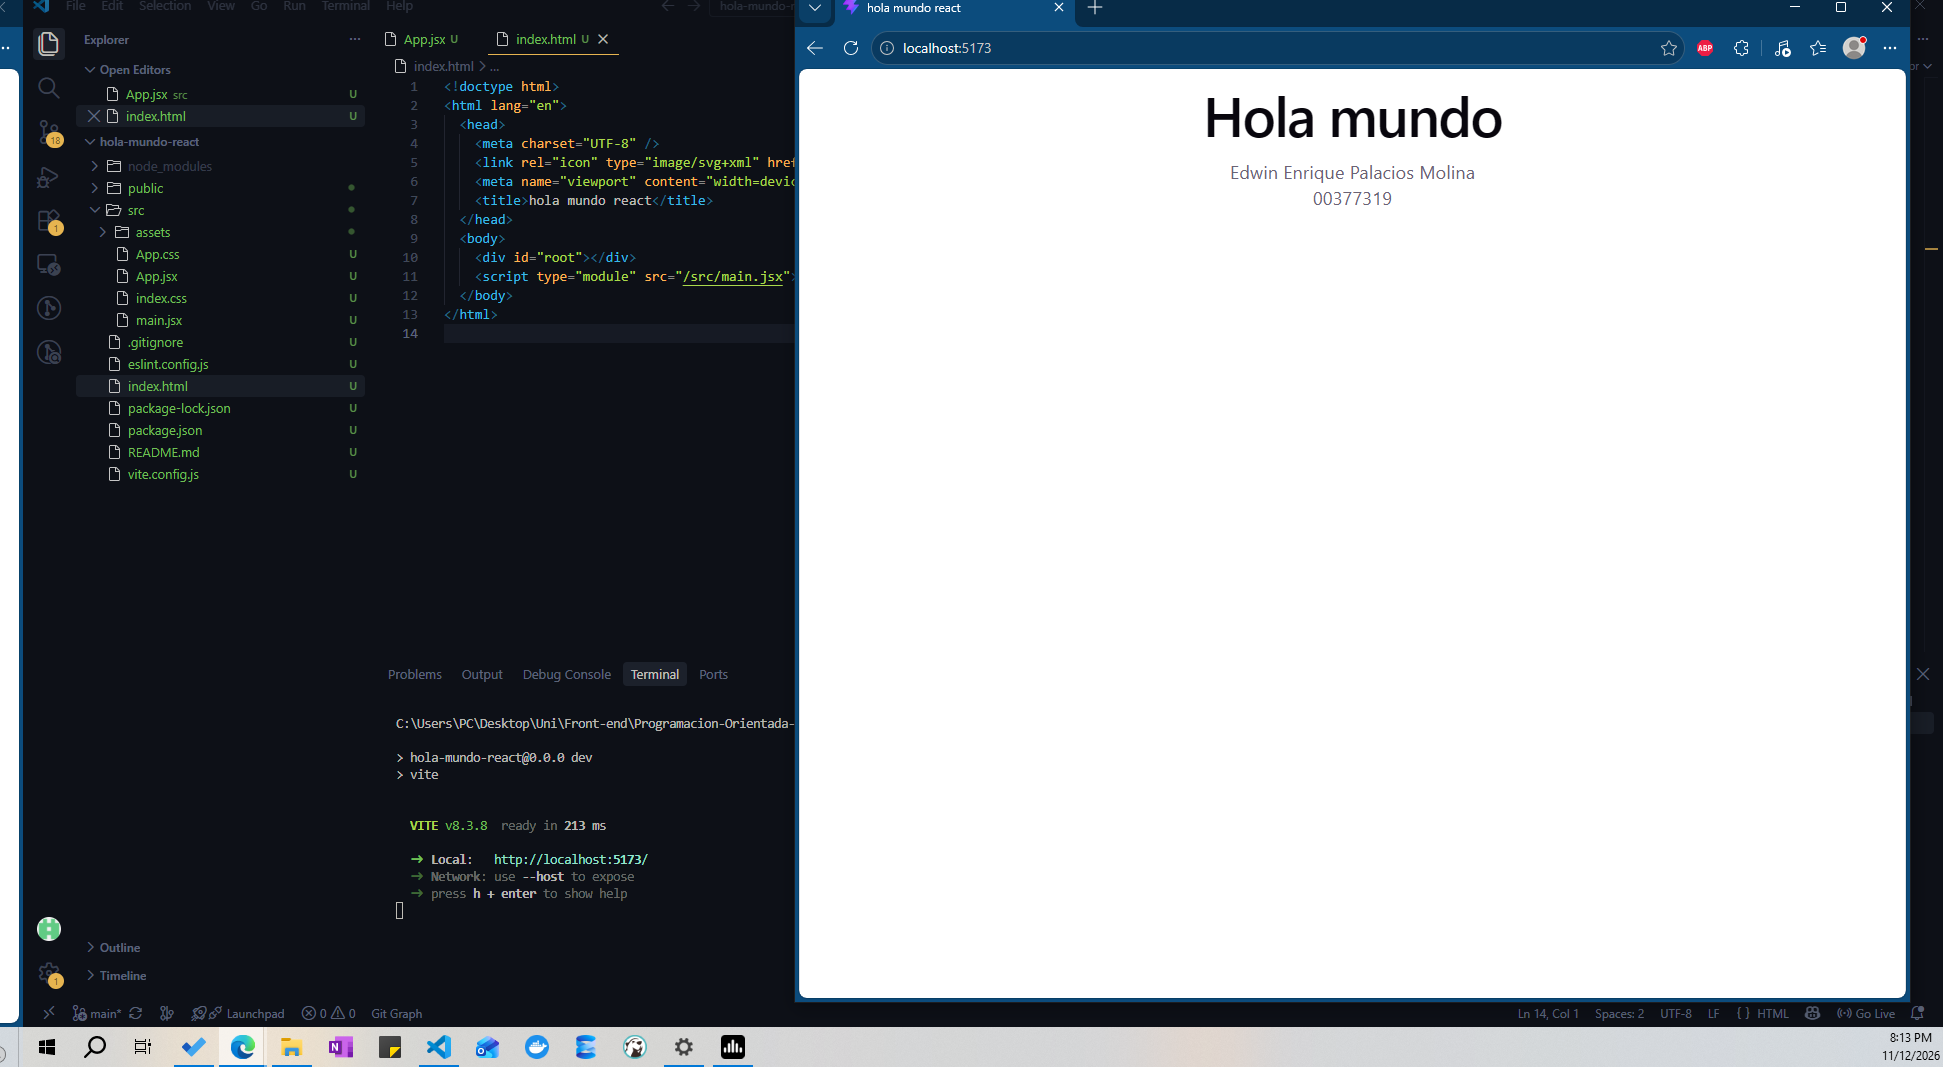 File Edit Selection View Go Run Terminal Help
hola-mundo-r
Explorer
Open Editors
App.jsx src U
index.html U
hola-mundo-react
node_modules
public
src
assets
App.css U
App.jsx U
index.css U
main.jsx U
.gitignore U
eslint.config.js U
index.html U
package-lock.json U
package.json U
README.md U
vite.config.js U
Outline
Timeline
18
1
1
App.jsx U index.html U
index.html > ...
1 <!doctype html>
2 <html lang="en">
3 <head>
4 <meta charset="UTF-8" />
5 <link rel="icon" type="image/svg+xml" href
6 <meta name="viewport" content="width=devic
7 <title>hola mundo react</title>
8 </head>
9 <body>
10 <div id="root"></div>
11 <script type="module" src="/src/main.jsx">
12 </body>
13 </html>
14
Problems Output Debug Console Terminal Ports
C:\Users\PC\Desktop\Uni\Front-end\Programacion-Orientada-
> hola-mundo-react@0.0.0 dev
> vite
VITE v8.3.8 ready in 213 ms
➜ Local: http://localhost:5173/
➜ Network: use --host to expose
➜ press h + enter to show help
hola mundo react
localhost:5173
ABP
Hola mundo
Edwin Enrique Palacios Molina
00377319
main* Launchpad 0 0 Git Graph
Ln 14, Col 1 Spaces: 2 UTF-8 LF { } HTML Go Live
8:13 PM
11/12/2026